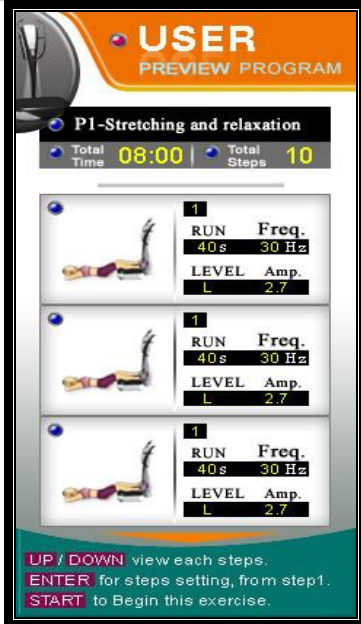 USER
PREVIEW PROGRAM
P1-Stretching and relaxation
Total Time 08:00 Total Steps 10
1
RUN Freq.
40s 30 Hz
LEVEL Amp.
L 2.7
1
RUN Freq.
40s 30 Hz
LEVEL Amp.
L 2.7
1
RUN Freq.
40s 30 Hz
LEVEL Amp.
L 2.7
UP / DOWN view each steps.
ENTER for steps setting, from step1.
START to Begin this exercise.